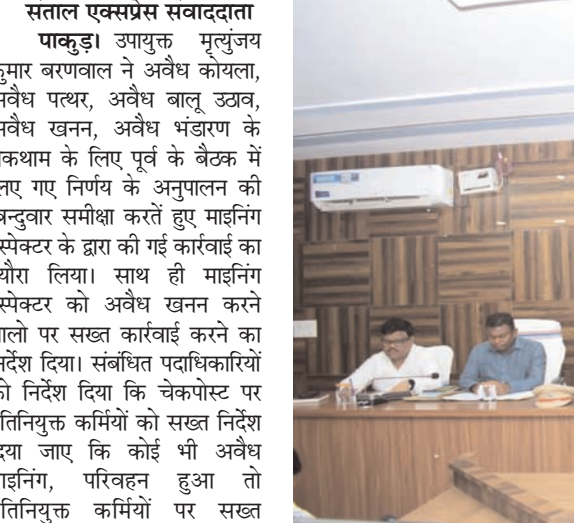 संताल एक्सप्रेस संवाददाता
पाकुड़। उपायुक्त मृत्युंजय
कुमार बरणवाल ने अवैध कोयला,
अवैध पत्थर, अवैध बालू उठाव,
अवैध खनन, अवैध भंडारण के
रोकथाम के लिए पूर्व के बैठक में
लिए गए निर्णय के अनुपालन की
बिन्दुवार समीक्षा करतें हुए माइनिंग
इंस्पेक्टर के द्वारा की गई कार्रवाई का
ब्यौरा लिया। साथ ही माइनिंग
इंस्पेक्टर को अवैध खनन करने
वालो पर सख्त कार्रवाई करने का
निर्देश दिया। संबंधित पदाधिकारियों
को निर्देश दिया कि चेकपोस्ट पर
प्रतिनियुक्त कर्मियों को सख्त निर्देश
दिया जाए कि कोई भी अवैध
माइनिंग, परिवहन हुआ तो
प्रतिनियुक्त कर्मियों पर सख्त